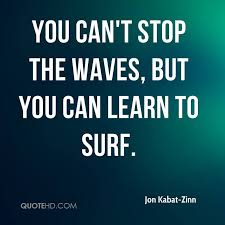 YOU CAN'T STOP
THE WAVES, BUT
YOU CAN LEARN TO
SURF.
Jon Kabat-Zinn
QUOTEHD.COM